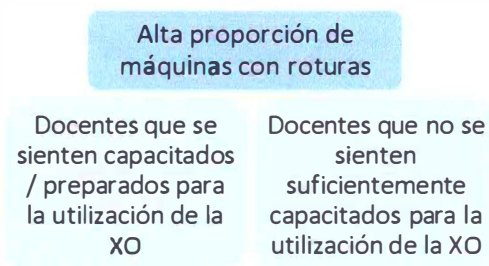 Alta proporción de
máquinas con roturas
Docentes que se
sienten capacitados
/ preparados para
la utilización de la
XO
Docentes que no se
sienten
suficientemente
capacitados para la
utilización de la XO